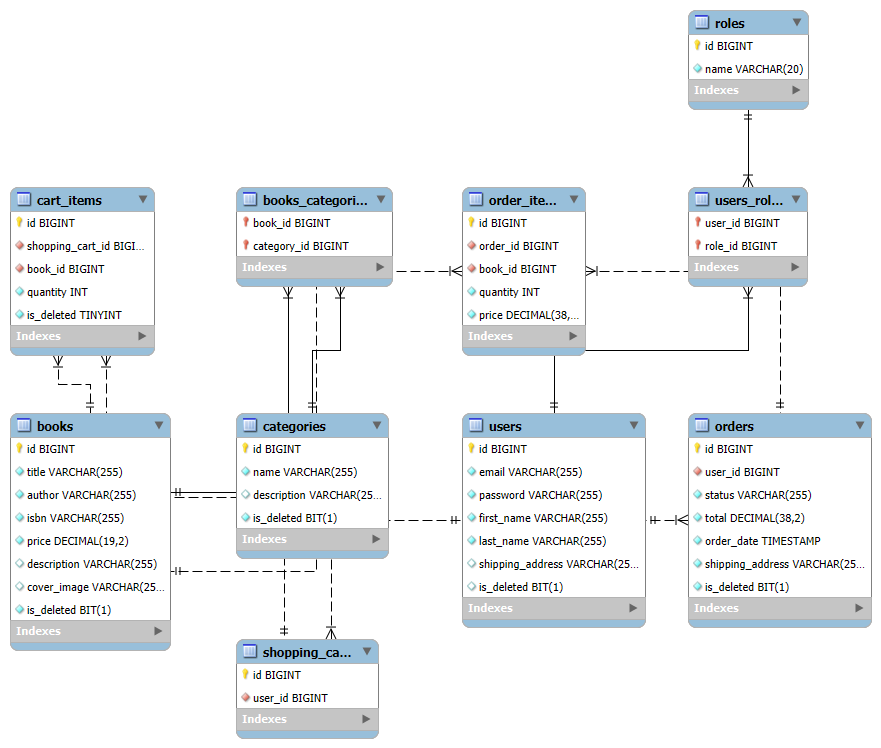 roles
id BIGINT
name VARCHAR(20)
Indexes
cart_items
id BIGINT
shopping_cart_id BIGI...
book_id BIGINT
quantity INT
is_deleted TINYINT
Indexes
books_categori...
book_id BIGINT
category_id BIGINT
Indexes
order_ite...
id BIGINT
order_id BIGINT
book_id BIGINT
quantity INT
price DECIMAL(38,...
Indexes
users_rol...
user_id BIGINT
role_id BIGINT
Indexes
books
id BIGINT
title VARCHAR(255)
author VARCHAR(255)
isbn VARCHAR(255)
price DECIMAL(19,2)
description VARCHAR(255)
cover_image VARCHAR(25...
is_deleted BIT(1)
Indexes
categories
id BIGINT
name VARCHAR(255)
description VARCHAR(25...
is_deleted BIT(1)
Indexes
users
id BIGINT
email VARCHAR(255)
password VARCHAR(255)
first_name VARCHAR(255)
last_name VARCHAR(255)
shipping_address VARCHAR(25...
is_deleted BIT(1)
Indexes
orders
id BIGINT
user_id BIGINT
status VARCHAR(255)
total DECIMAL(38,2)
order_date TIMESTAMP
shipping_address VARCHAR(25...
is_deleted BIT(1)
Indexes
shopping_ca...
id BIGINT
user_id BIGINT
Indexes